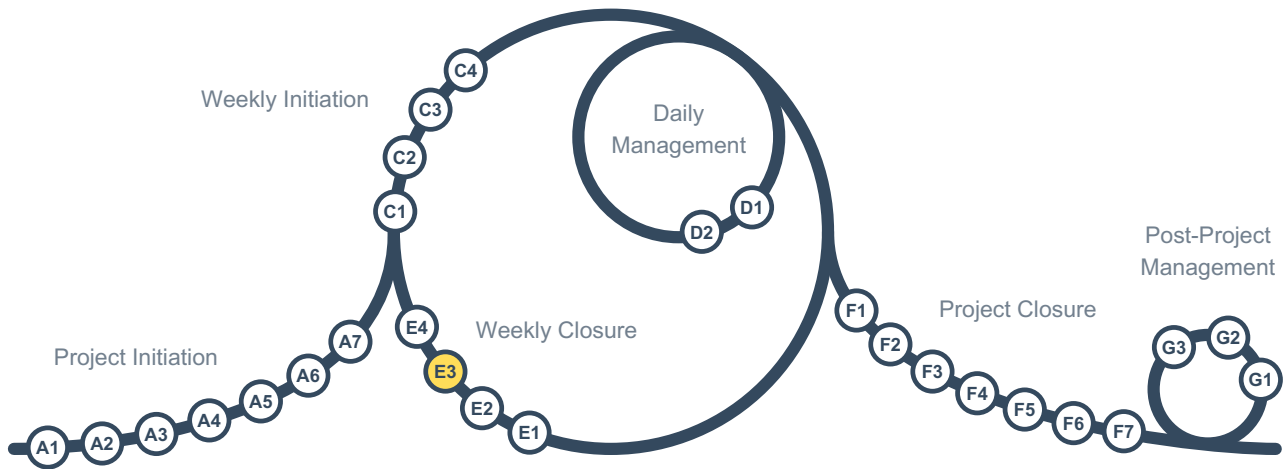 C4
Weekly Initiation
C3
Daily
Management
C2
C1
D1
D2
Post-Project
Management
Project Initiation
A7
E4
Weekly Closure
F1
Project Closure
F2
G3
G2
G1
A6
E3
F3
A5
E2
F4
A4
E1
F5
A3
F6
A2
F7
A1